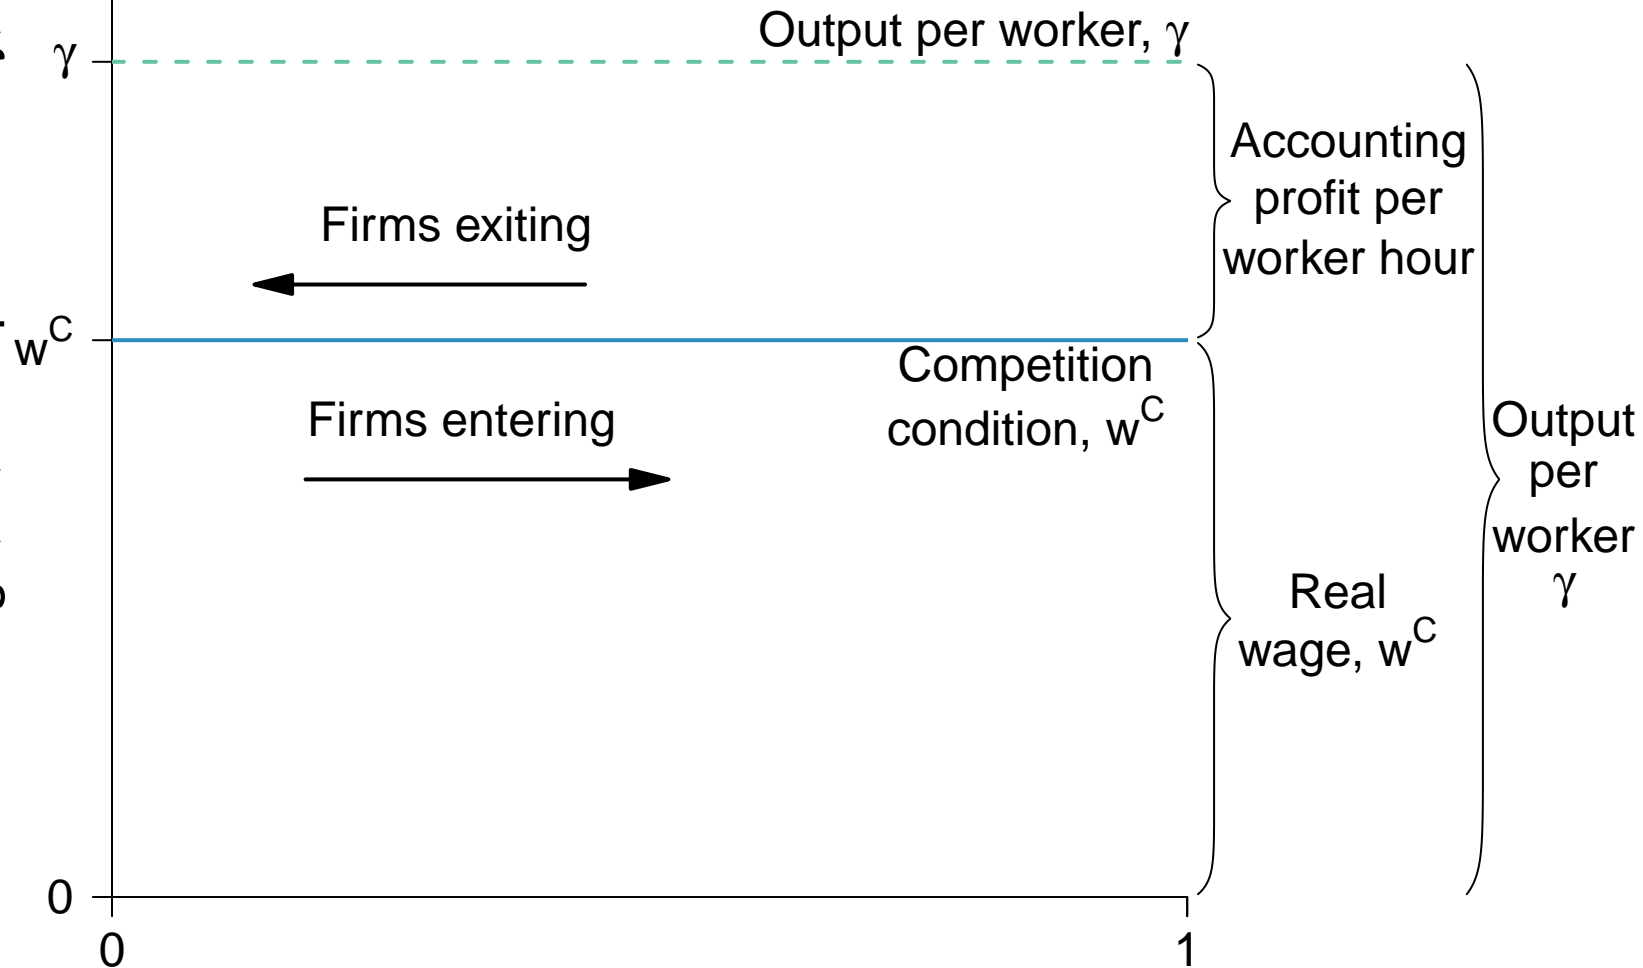 Output per worker, γ
γ
Accounting
profit per
worker hour
Firms exiting
w^C
Competition
condition, w^C
Firms entering
Output
per
worker
γ
Real
wage, w^C
0
0
1